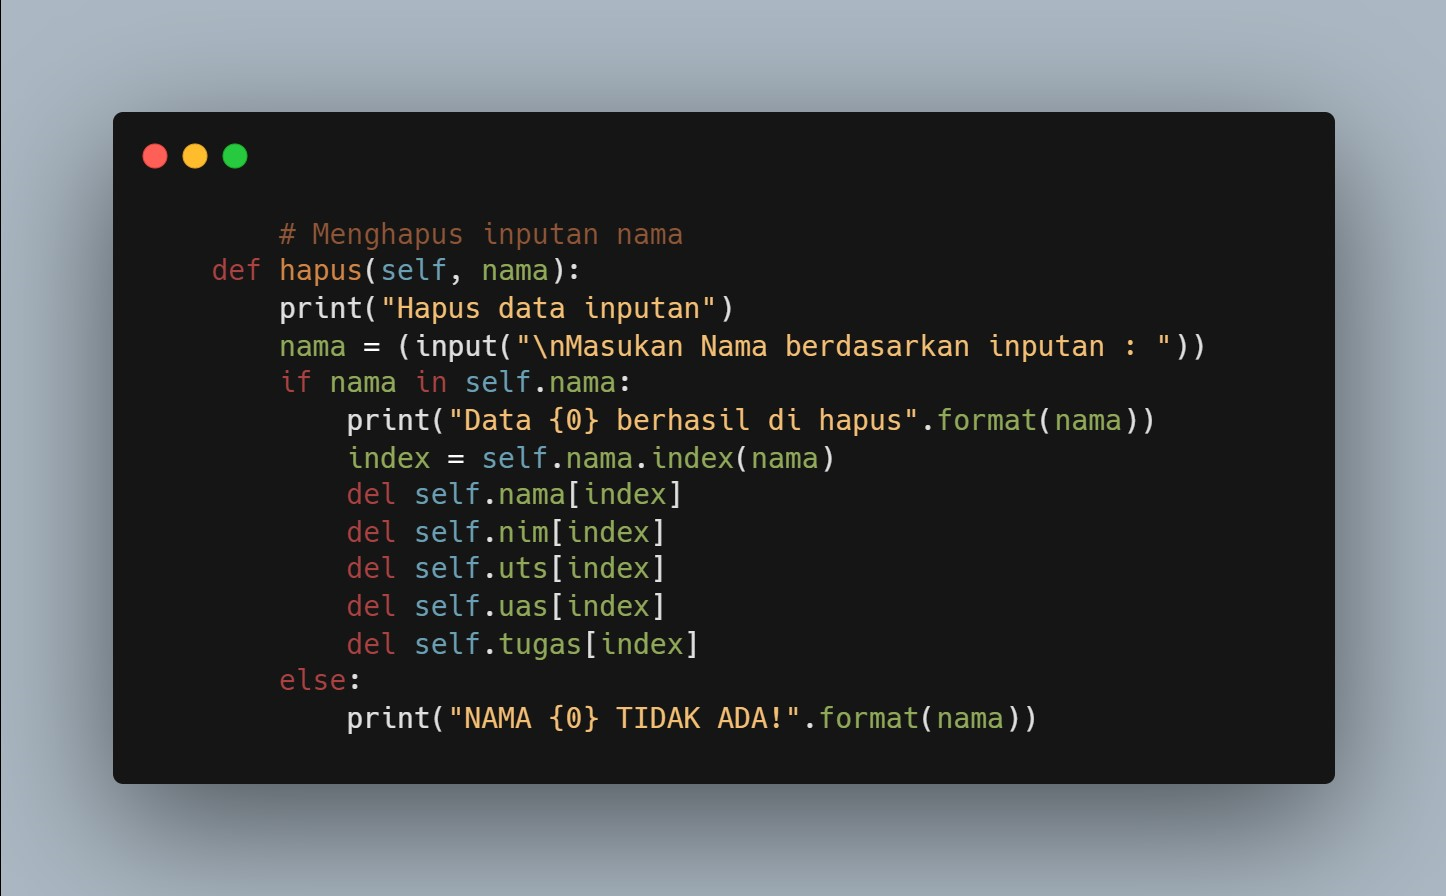 # Menghapus inputan nama
    def hapus(self, nama):
        print("Hapus data inputan")
        nama = (input("\nMasukan Nama berdasarkan inputan : "))
        if nama in self.nama:
            print("Data {0} berhasil di hapus".format(nama))
            index = self.nama.index(nama)
            del self.nama[index]
            del self.nim[index]
            del self.uts[index]
            del self.uas[index]
            del self.tugas[index]
        else:
            print("NAMA {0} TIDAK ADA!".format(nama))